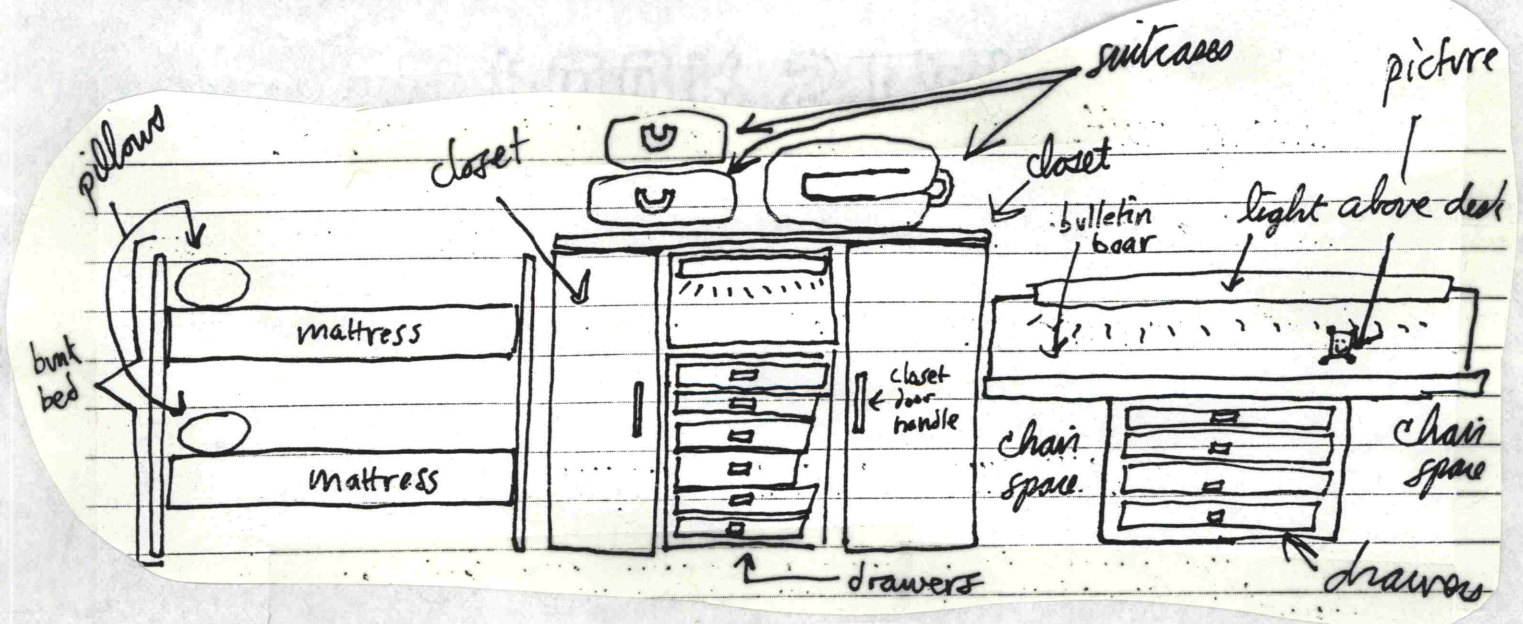 suitcases
picture
pillows
closet
closet
bulletin
boar
light above desk
mattress
bunk
bed
closet
door
handle
chair
space
chair
space
mattress
drawers
drawers